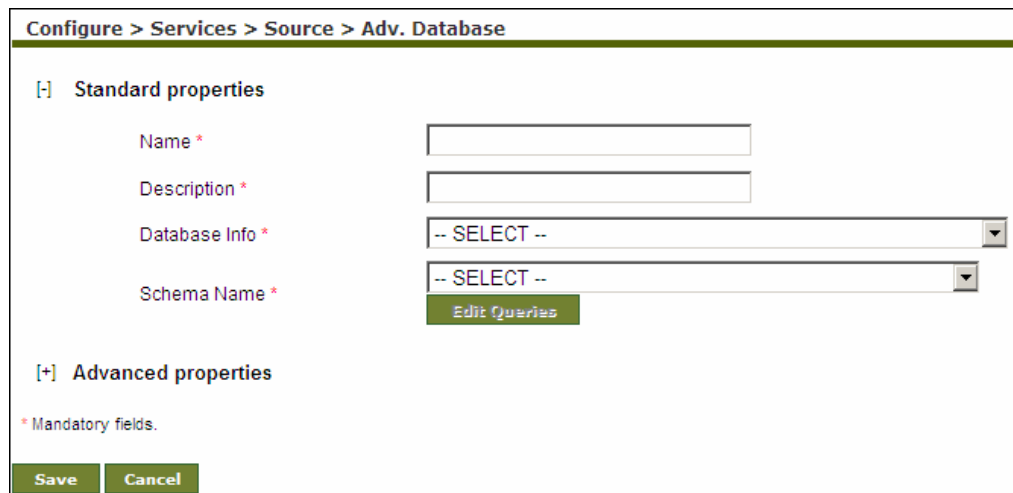 Configure > Services > Source > Adv. Database
[-] Standard properties
Name *
Description *
Database Info * -- SELECT --
Schema Name * -- SELECT --
Edit Queries
[+] Advanced properties
* Mandatory fields.
Save Cancel